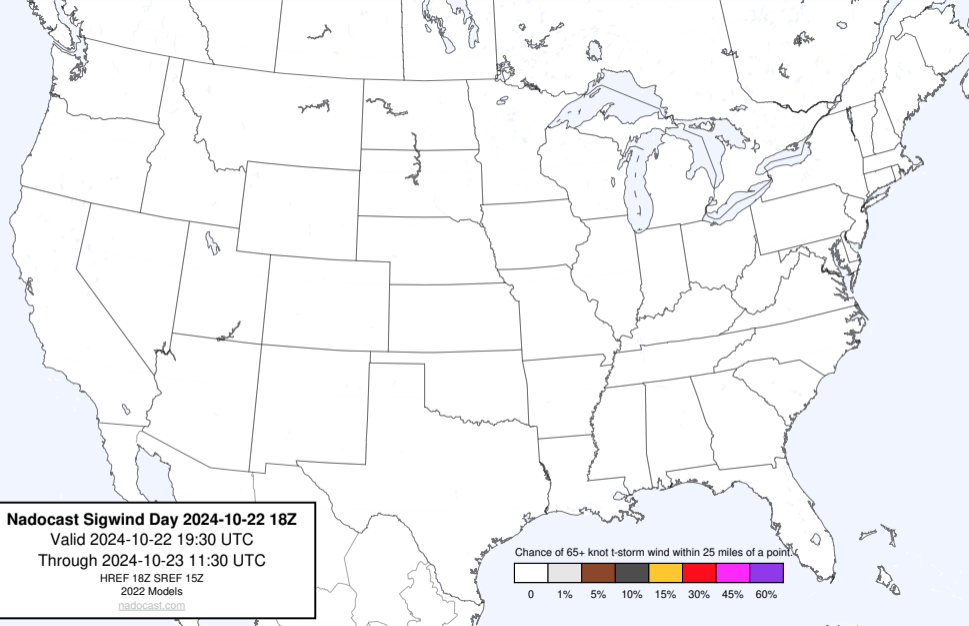 Nadocast Sigwind Day 2024-10-22 18Z
Valid 2024-10-22 19:30 UTC
Through 2024-10-23 11:30 UTC
HREF 18Z SREF 15Z
2022 Models
nadocast.com
Chance of 65+ knot t-storm wind within 25 miles of a point.
0 1% 5% 10% 15% 30% 45% 60%